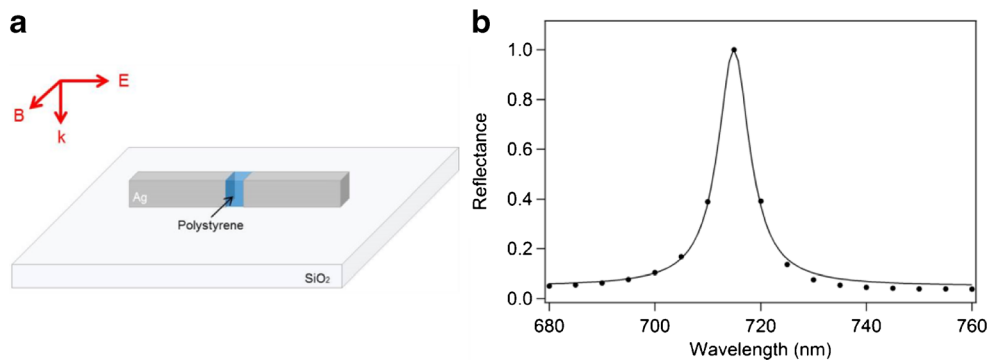 a
E
B
k
Ag
Polystyrene
SiO₂
b
Reflectance
1.0
0.8
0.6
0.4
0.2
0.0
680
700
720
740
760
Wavelength (nm)